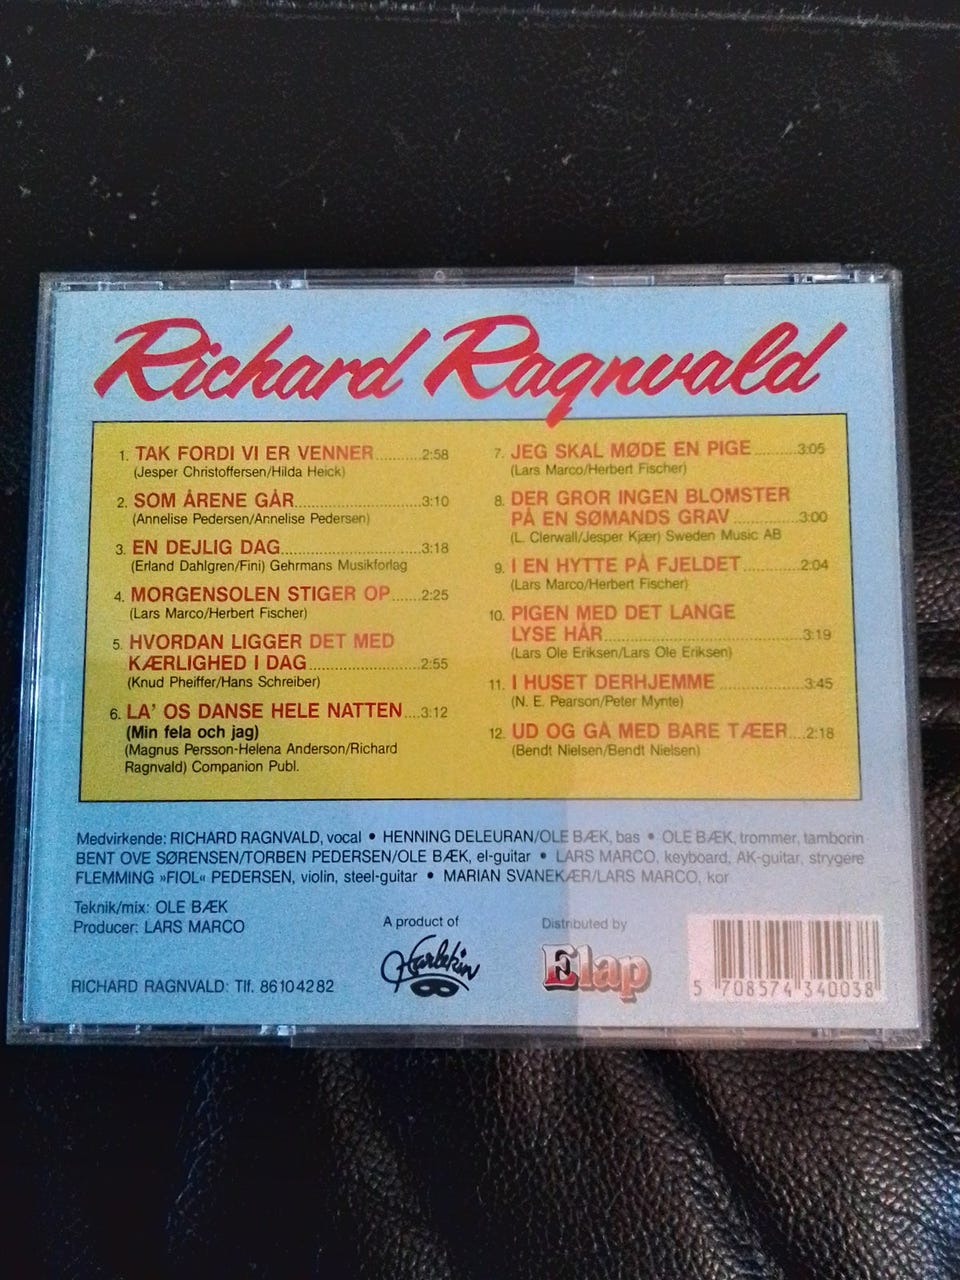 Richard Ragnvald
1. TAK FORDI VI ER VENNER..........2:58
(Jesper Christoffersen/Hilda Heick)
2. SOM ÅRENE GÅR..........3:10
(Annelise Pedersen/Annelise Pedersen)
3. EN DEJLIG DAG..........3:18
(Erland Dahlgren/Fini) Gehrmans Musikforlag
4. MORGENSOLEN STIGER OP......2:25
(Lars Marco/Herbert Fischer)
5. HVORDAN LIGGER DET MED
KÆRLIGHED I DAG..........2:55
(Knud Pheiffer/Hans Schreiber)
6. LA' OS DANSE HELE NATTEN....3:12
(Min fela och jag)
(Magnus Persson-Helena Anderson/Richard
Ragnvald) Companion Publ.
7. JEG SKAL MØDE EN PIGE..........3:05
(Lars Marco/Herbert Fischer)
8. DER GROR INGEN BLOMSTER
PÅ EN SØMANDS GRAV..........3:00
(L. Clerwall/Jesper Kjær) Sweden Music AB
9. I EN HYTTE PÅ FJELDET..........2:04
(Lars Marco/Herbert Fischer)
10. PIGEN MED DET LANGE
LYSE HÅR..........3:19
(Lars Ole Eriksen/Lars Ole Eriksen)
11. I HUSET DERHJEMME..........3:45
(N. E. Pearson/Peter Mynte)
12. UD OG GÅ MED BARE TÆER....2:18
(Bendt Nielsen/Bendt Nielsen)
Medvirkende: RICHARD RAGNVALD, vocal • HENNING DELEURAN/OLE BÆK, bas • OLE BÆK, trommer, tamborin
BENT OVE SØRENSEN/TORBEN PEDERSEN/OLE BÆK, el-guitar • LARS MARCO, keyboard, AK-guitar, strygere
FLEMMING »FIOL« PEDERSEN, violin, steel-guitar • MARIAN SVANEKÆR/LARS MARCO, kor
Teknik/mix: OLE BÆK
Producer: LARS MARCO
RICHARD RAGNVALD: Tlf. 86104282
A product of
Harlekin
Distributed by
Elap
5 708574 340038